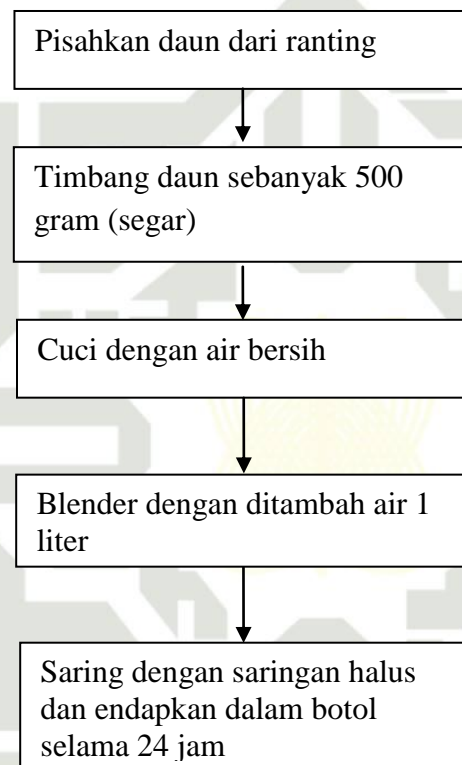 Pisahkan daun dari ranting
Timbang daun sebanyak 500
gram (segar)
Cuci dengan air bersih
Blender dengan ditambah air 1
liter
Saring dengan saringan halus
dan endapkan dalam botol
selama 24 jam